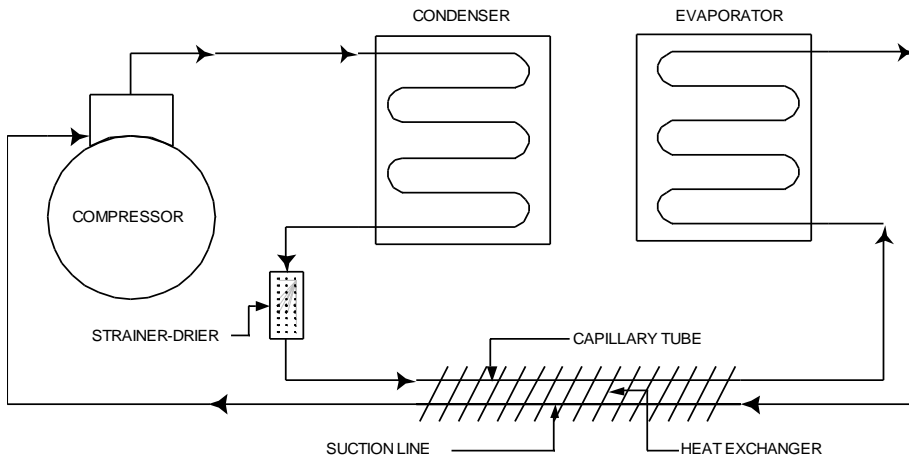 CONDENSER
EVAPORATOR
COMPRESSOR
STRAINER-DRIER
CAPILLARY TUBE
SUCTION LINE
HEAT EXCHANGER